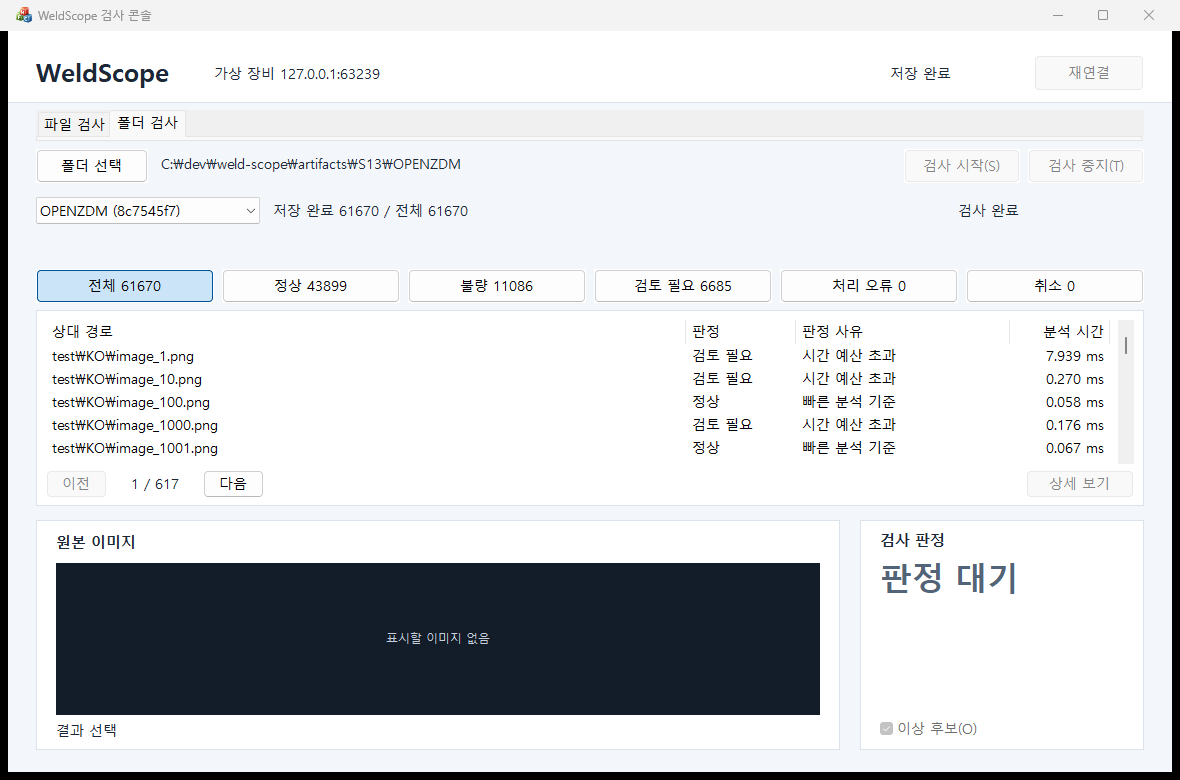 WeldScope 검사 콘솔
WeldScope 가상 장비 127.0.0.1:63239 저장 완료 재연결
파일 검사 폴더 검사
폴더 선택 C:₩dev₩weld-scope₩artifacts₩S13₩OPENZDM 검사 시작(S) 검사 중지(T)
OPENZDM (8c7545f7) 저장 완료 61670 / 전체 61670 검사 완료
전체 61670 정상 43899 불량 11086 검토 필요 6685 처리 오류 0 취소 0
상대 경로 판정 판정 사유 분석 시간
test₩KO₩image_1.png 검토 필요 시간 예산 초과 7.939 ms
test₩KO₩image_10.png 검토 필요 시간 예산 초과 0.270 ms
test₩KO₩image_100.png 정상 빠른 분석 기준 0.058 ms
test₩KO₩image_1000.png 검토 필요 시간 예산 초과 0.176 ms
test₩KO₩image_1001.png 정상 빠른 분석 기준 0.067 ms
이전 1 / 617 다음 상세 보기
원본 이미지
표시할 이미지 없음
결과 선택
검사 판정
판정 대기
이상 후보(O)